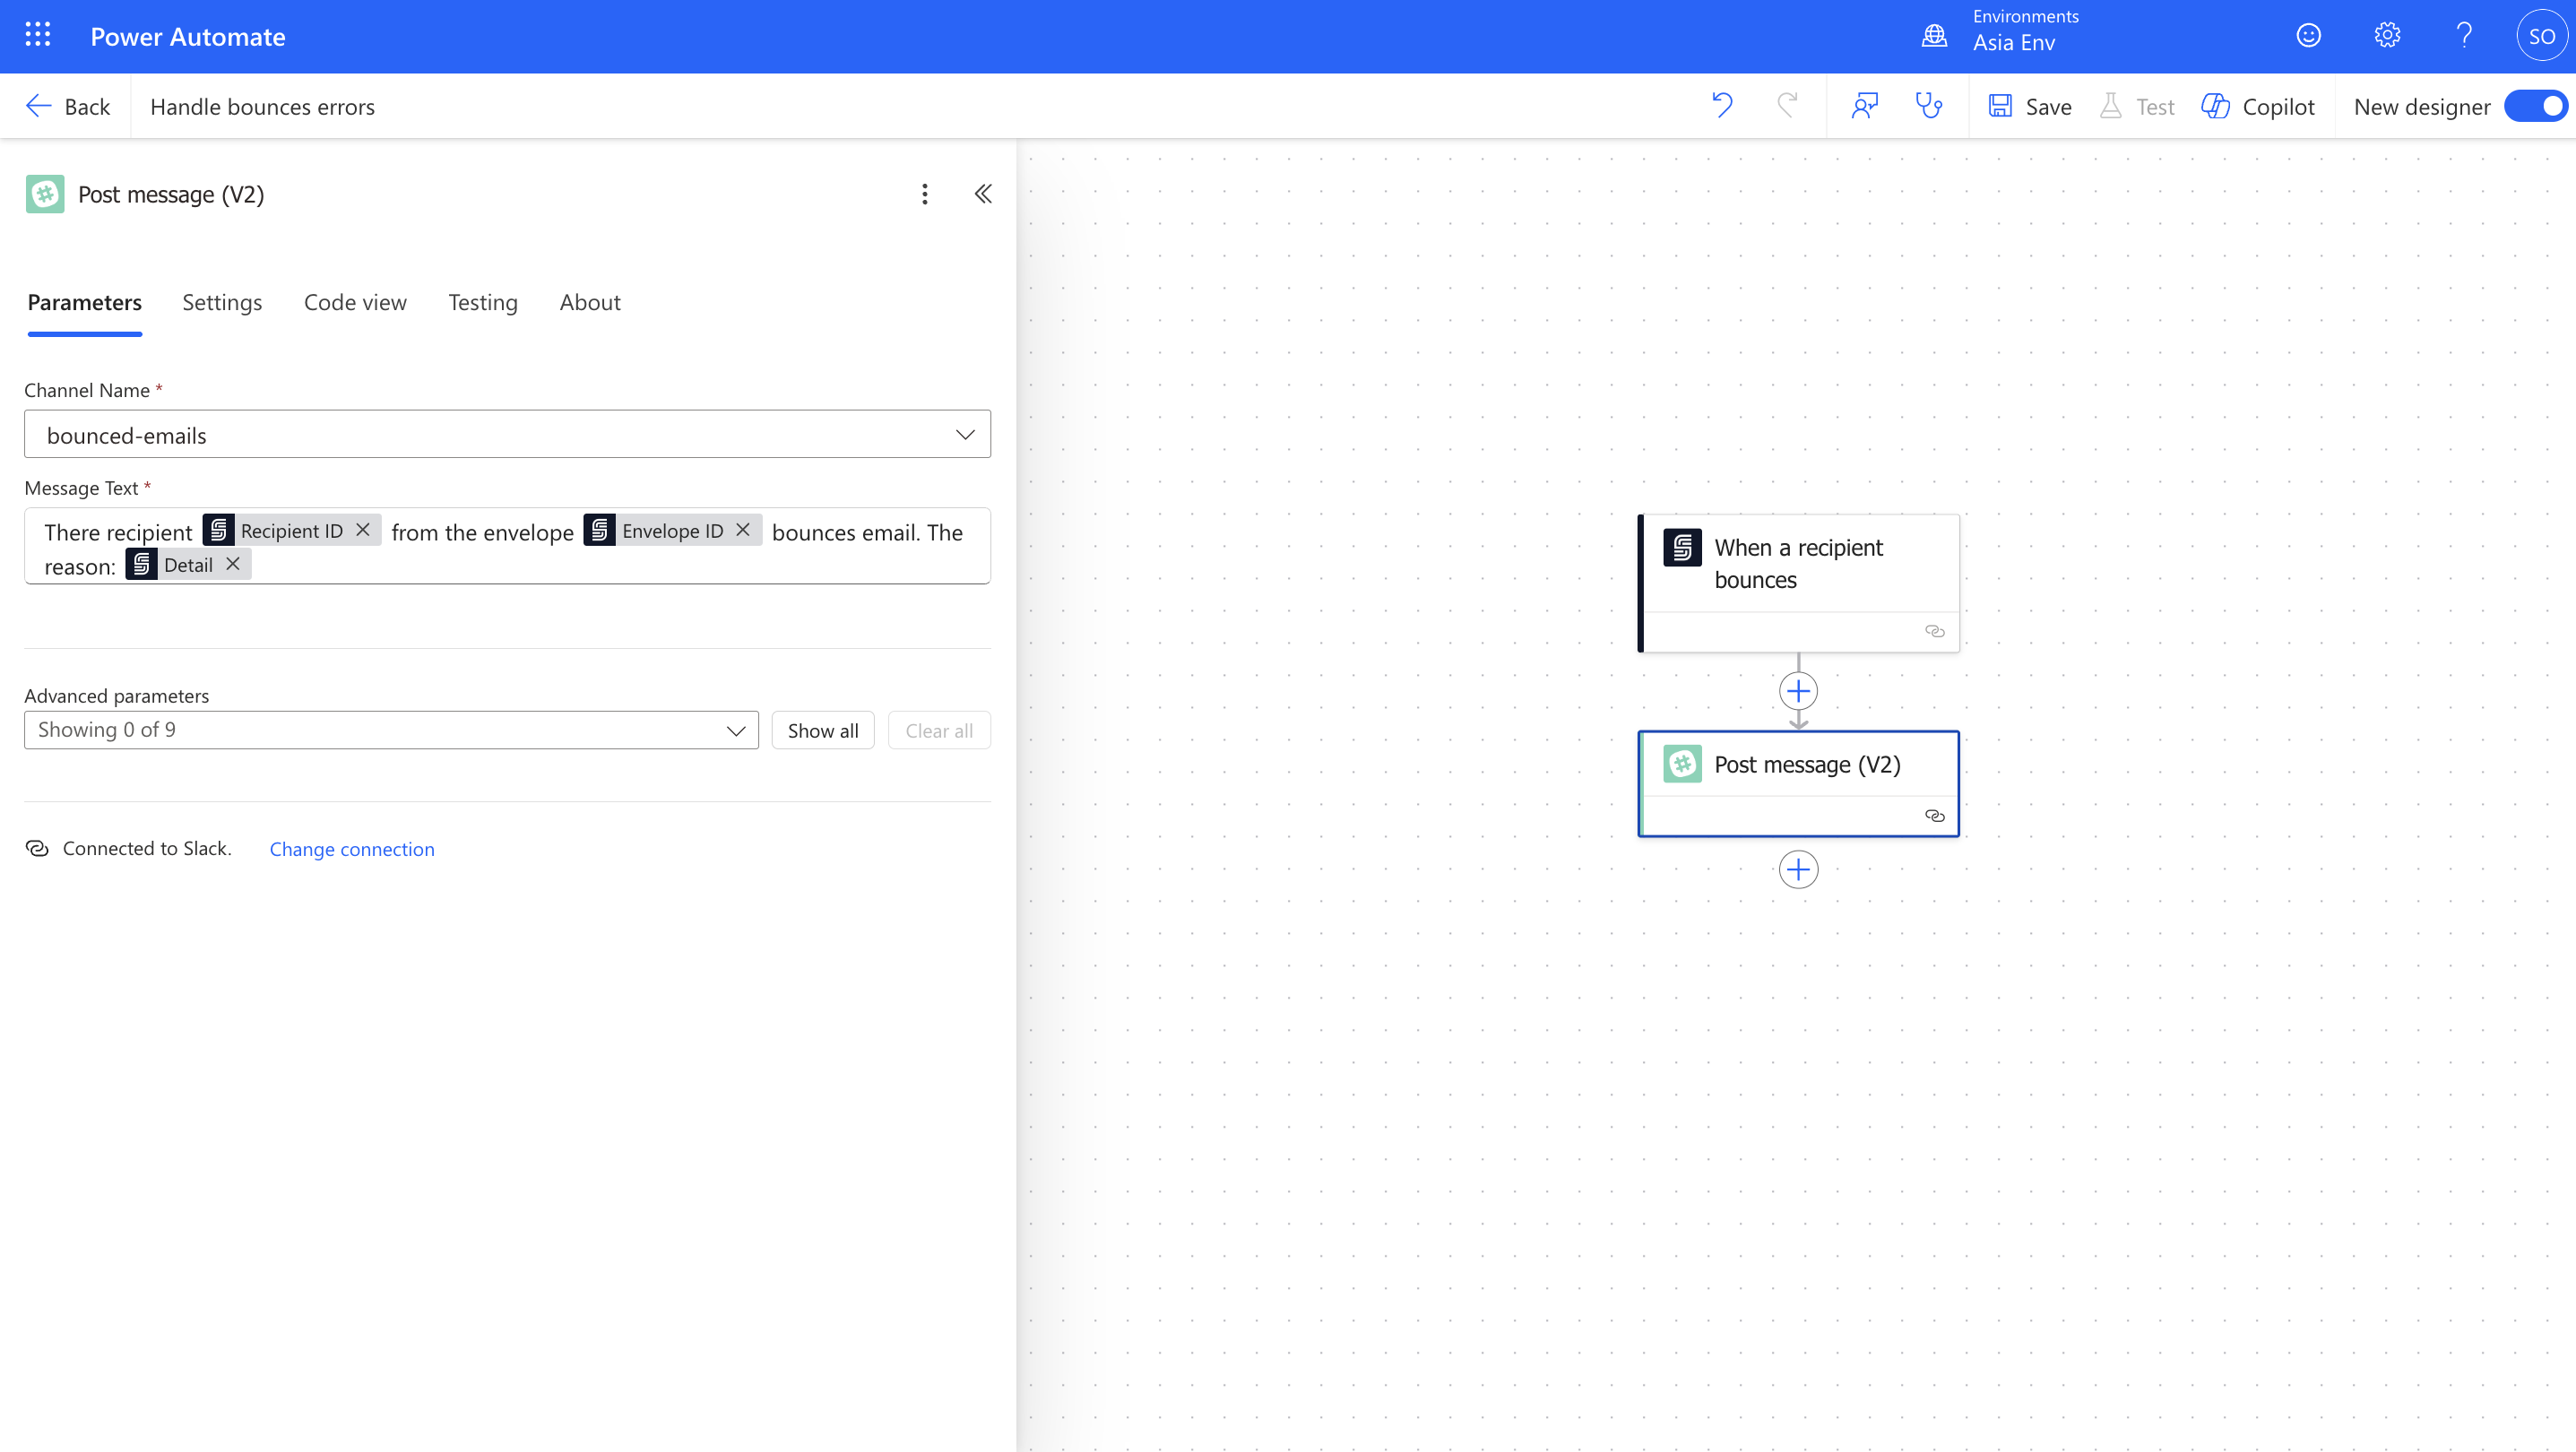 Power Automate
Environments
Asia Env
SO
Back
Handle bounces errors
Save
Test
Copilot
New designer
Post message (V2)
Parameters
Settings
Code view
Testing
About
Channel Name *
bounced-emails
Message Text *
There recipient Recipient ID from the envelope Envelope ID bounces email. The
reason: Detail
Advanced parameters
Showing 0 of 9
Show all
Clear all
Connected to Slack.
Change connection
When a recipient
bounces
Post message (V2)